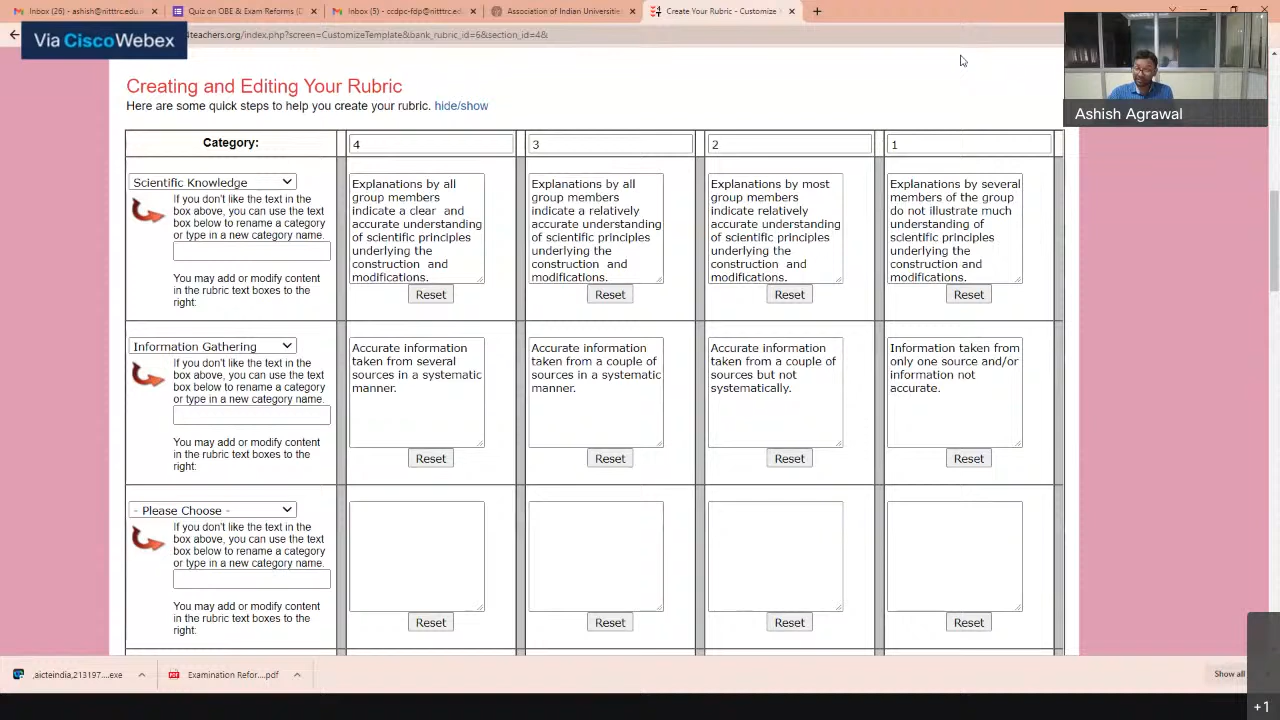 Inbox (26) - ashish@nitttrc.edu.i
Quiz on OBE & Exam Reforms (D
Inbox (5) - ccdpc-fdp@nitttrc.ed
Association of Indian Universities
Create Your Rubric - Customize
Via CiscoWebex
4teachers.org/index.php?screen=CustomizeTemplate&bank_rubric_id=6&section_id=4&
Ashish Agrawal
Creating and Editing Your Rubric
Here are some quick steps to help you create your rubric. hide/show
Category:
4
3
2
1
Scientific Knowledge
If you don't like the text in the
box above, you can use the text
box below to rename a category
or type in a new category name.
You may add or modify content
in the rubric text boxes to the
right:
Explanations by all
group members
indicate a clear and
accurate understanding
of scientific principles
underlying the
construction and
modifications.
Reset
Explanations by all
group members
indicate a relatively
accurate understanding
of scientific principles
underlying the
construction and
modifications.
Reset
Explanations by most
group members
indicate relatively
accurate understanding
of scientific principles
underlying the
construction and
modifications.
Reset
Explanations by several
members of the group
do not illustrate much
understanding of
scientific principles
underlying the
construction and
modifications.
Reset
Information Gathering
If you don't like the text in the
box above, you can use the text
box below to rename a category
or type in a new category name.
You may add or modify content
in the rubric text boxes to the
right:
Accurate information
taken from several
sources in a systematic
manner.
Reset
Accurate information
taken from a couple of
sources in a systematic
manner.
Reset
Accurate information
taken from a couple of
sources but not
systematically.
Reset
Information taken from
only one source and/or
information not
accurate.
Reset
- Please Choose -
If you don't like the text in the
box above, you can use the text
box below to rename a category
or type in a new category name.
You may add or modify content
in the rubric text boxes to the
right:
Reset
Reset
Reset
Reset
_aicteindia,213197....exe
Examination Refor....pdf
Show all
+1